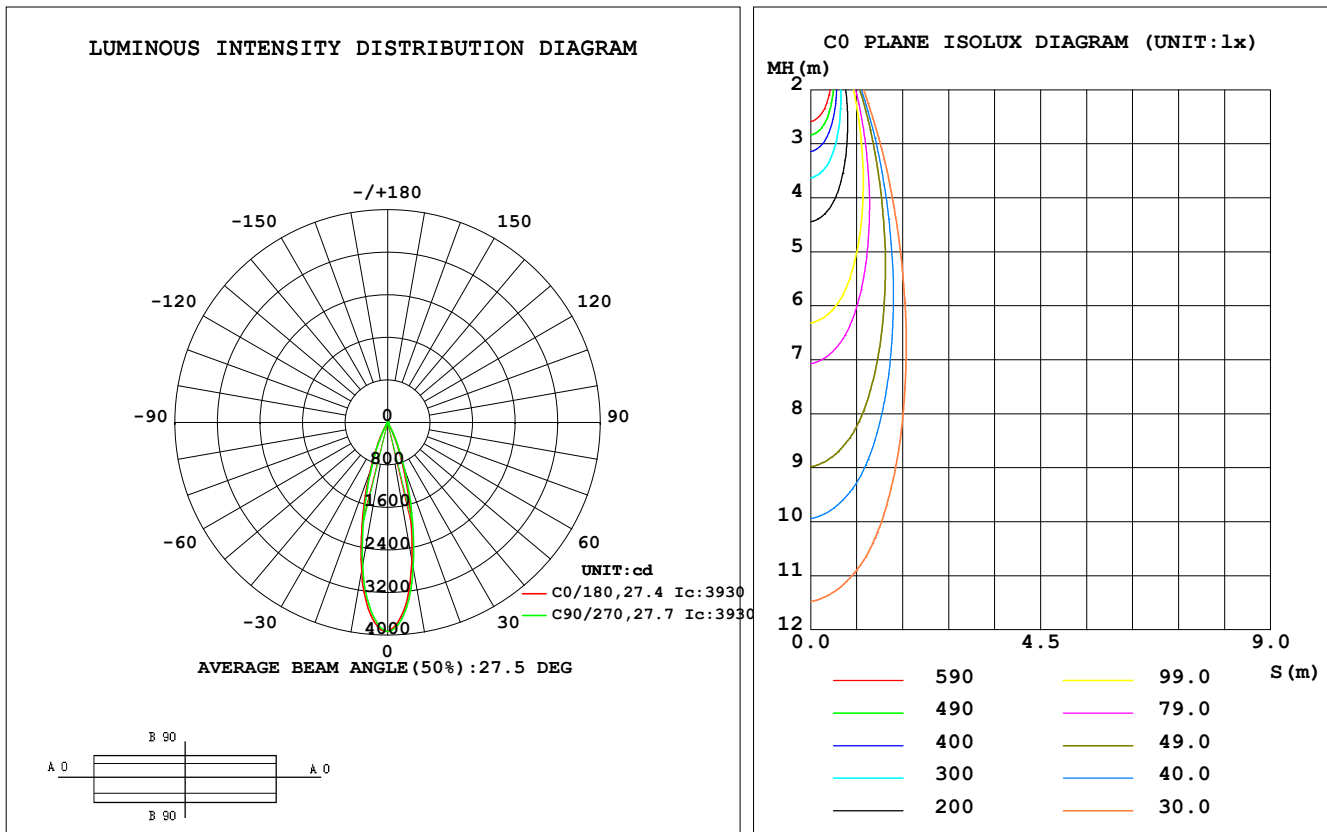 LUMINOUS INTENSITY DISTRIBUTION DIAGRAM
-/+180
-150 150
-120 120
-90 0 90
800
1600
-60 2400 60
UNIT:cd
3200
C0/180,27.4 Ic:3930
C90/270,27.7 Ic:3930
-30 4000 30
0
AVERAGE BEAM ANGLE(50%):27.5 DEG
B 90
A 0 A 0
B 90
C0 PLANE ISOLUX DIAGRAM (UNIT:lx)
MH(m)
2
3
4
5
6
7
8
9
10
11
12
0.0 4.5 9.0
S(m)
590 99.0
490 79.0
400 49.0
300 40.0
200 30.0